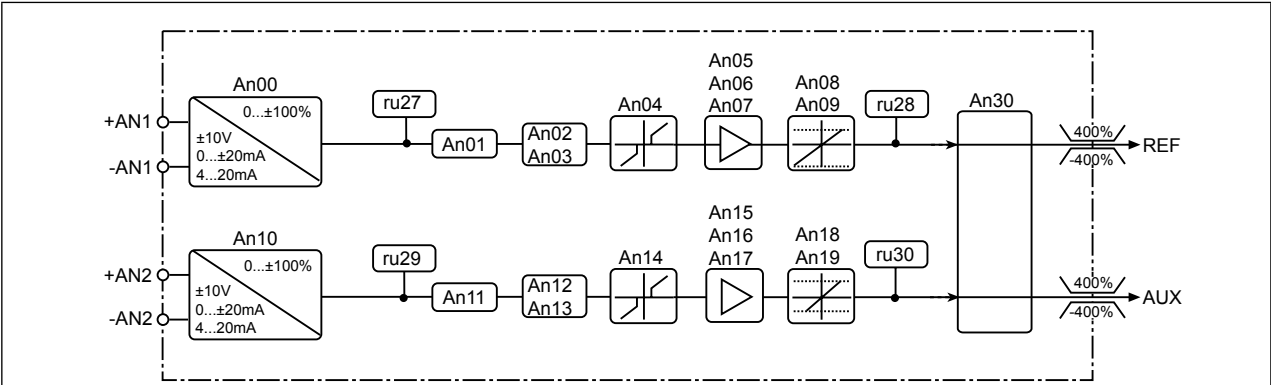 An00
0...±100%
±10V
0...±20mA
4...20mA
+AN1
-AN1
ru27
An01
An02
An03
An04
An05
An06
An07
An08
An09
ru28
An30
400%
-400%
REF
An10
0...±100%
±10V
0...±20mA
4...20mA
+AN2
-AN2
ru29
An11
An12
An13
An14
An15
An16
An17
An18
An19
ru30
400%
-400%
AUX